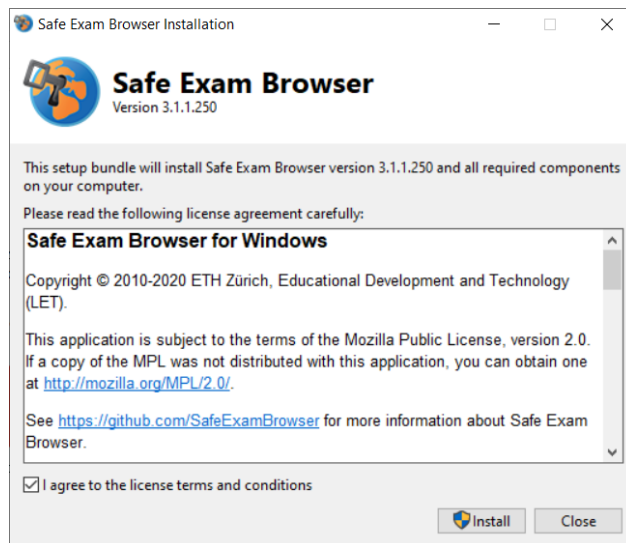 Safe Exam Browser Installation
Safe Exam Browser
Version 3.1.1.250
This setup bundle will install Safe Exam Browser version 3.1.1.250 and all required components
on your computer.
Please read the following license agreement carefully:
Safe Exam Browser for Windows
Copyright © 2010-2020 ETH Zürich, Educational Development and Technology
(LET).
This application is subject to the terms of the Mozilla Public License, version 2.0.
If a copy of the MPL was not distributed with this application, you can obtain one
at http://mozilla.org/MPL/2.0/.
See https://github.com/SafeExamBrowser for more information about Safe Exam
Browser.
I agree to the license terms and conditions
Install Close